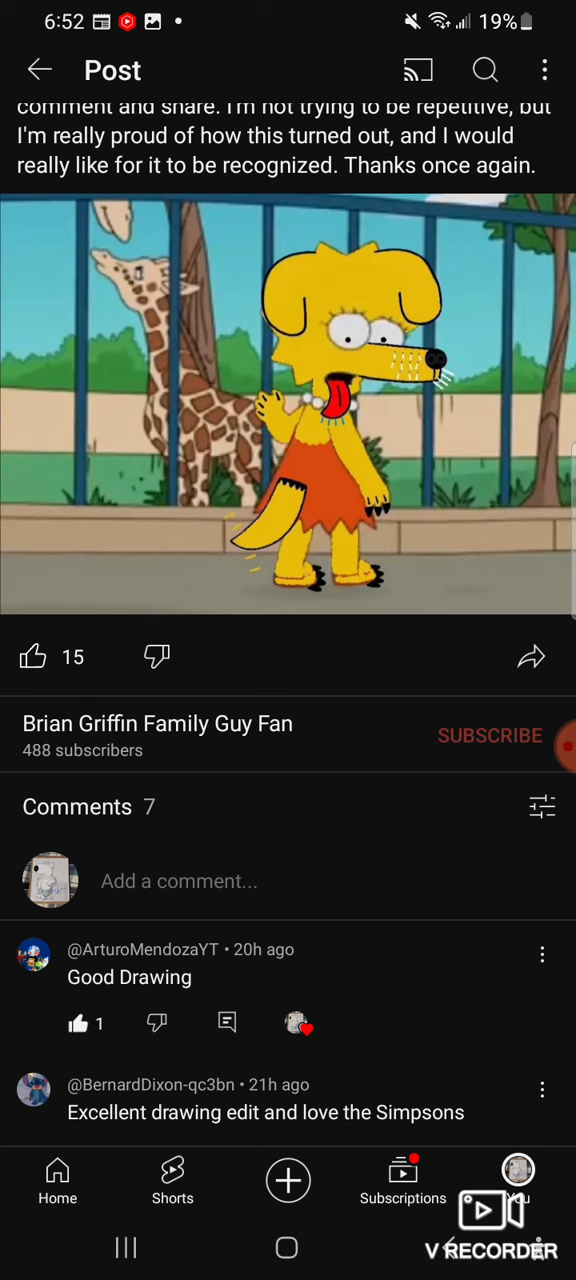 6:52
19%
Post
comment and share. I'm not trying to be repetitive, but
I'm really proud of how this turned out, and I would
really like for it to be recognized. Thanks once again.
15
Brian Griffin Family Guy Fan
488 subscribers
SUBSCRIBE
Comments 7
Add a comment...
@ArturoMendozaYT • 20h ago
Good Drawing
1
@BernardDixon-qc3bn • 21h ago
Excellent drawing edit and love the Simpsons
Home
Shorts
Subscriptions
V RECORDER